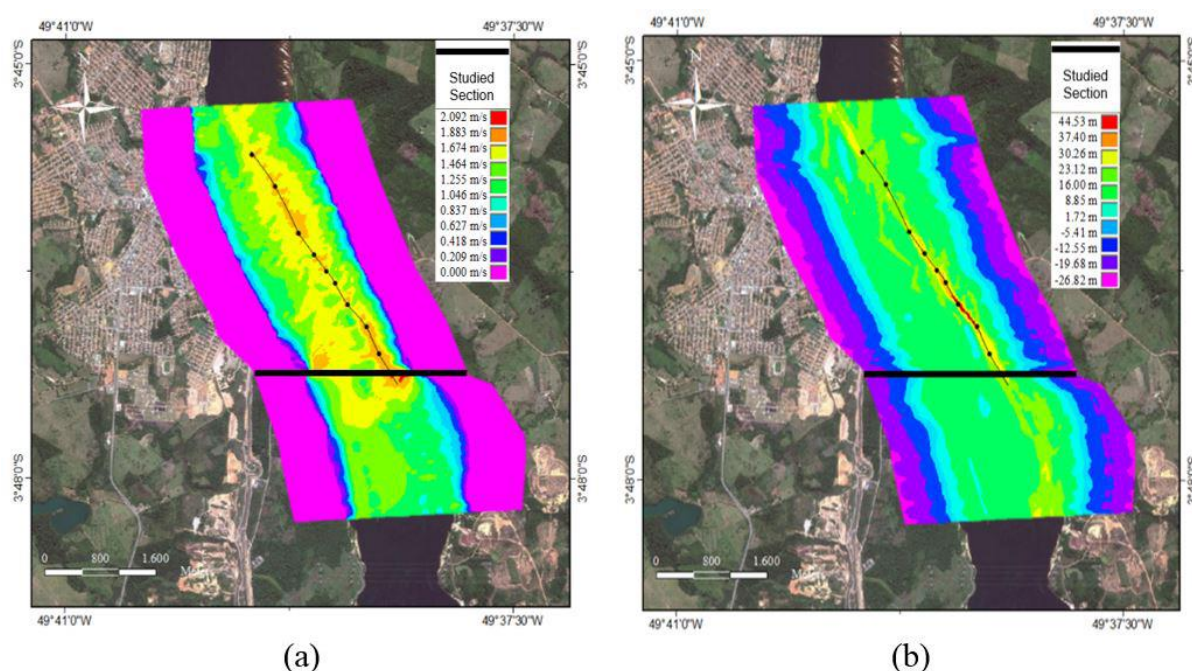 49°41'0"W
49°37'30"W
3°45'0"S
3°45'0"S
Studied
Section
2.092 m/s
1.883 m/s
1.674 m/s
1.464 m/s
1.255 m/s
1.046 m/s
0.837 m/s
0.627 m/s
0.418 m/s
0.209 m/s
0.000 m/s
3°48'0"S
3°48'0"S
0
800
1.600
49°41'0"W
49°37'30"W
(a)
49°41'0"W
49°37'30"W
3°45'0"S
Studied
Section
44.53 m
37.40 m
30.26 m
23.12 m
16.00 m
8.85 m
1.72 m
-5.41 m
-12.55 m
-19.68 m
-26.82 m
3°48'0"S
0
800
1.600
49°41'0"W
49°37'30"W
(b)